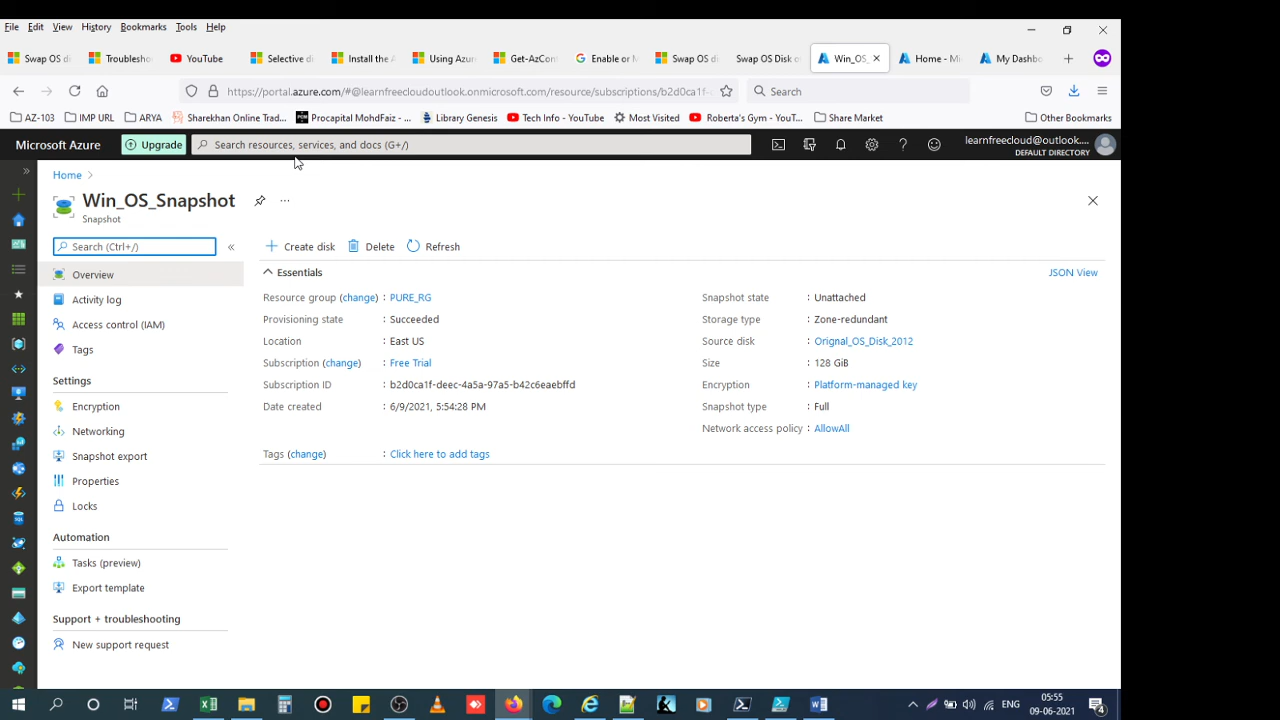 File Edit View History Bookmarks Tools Help
Swap OS di Troublesho YouTube Selective di Install the A Using Azur Get-AzCom Enable or M Swap OS di Swap OS Disk o Win_OS_ Home - Mi My Dashbo
https://portal.azure.com/#@learnfreecloudoutlook.onmicrosoft.com/resource/subscriptions/b2d0ca1f- Search
AZ-103 IMP URL ARYA Sharekhan Online Trad... Procapital MohdFaiz - ... Library Genesis Tech Info - YouTube Most Visited Roberta's Gym - YouT... Share Market Other Bookmarks
Microsoft Azure Upgrade Search resources, services, and docs (G+/) learnfreecloud@outlook....
DEFAULT DIRECTORY
Home >
Win_OS_Snapshot ...
Snapshot
Search (Ctrl+/) «
Create disk Delete Refresh
Overview
Activity log
Access control (IAM)
Tags
Settings
Encryption
Networking
Snapshot export
Properties
Locks
Automation
Tasks (preview)
Export template
Support + troubleshooting
New support request
Essentials JSON View
Resource group (change) : PURE_RG
Provisioning state : Succeeded
Location : East US
Subscription (change) : Free Trial
Subscription ID : b2d0ca1f-deec-4a5a-97a5-b42c6eaebffd
Date created : 6/9/2021, 5:54:28 PM
Tags (change) : Click here to add tags
Snapshot state : Unattached
Storage type : Zone-redundant
Source disk : Orignal_OS_Disk_2012
Size : 128 GiB
Encryption : Platform-managed key
Snapshot type : Full
Network access policy : AllowAll
ENG 05:55
09-06-2021 4